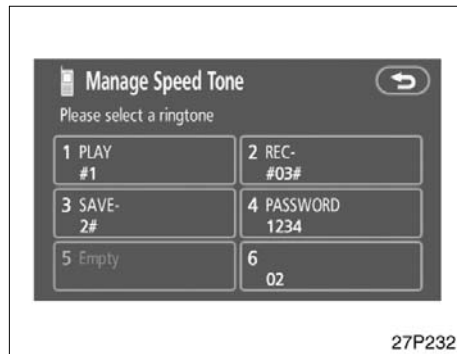 Manage Speed Tone
Please select a ringtone
1 PLAY
#1
2 REC-
#03#
3 SAVE-
2#
4 PASSWORD
1234
5 Empty
6
02
27P232